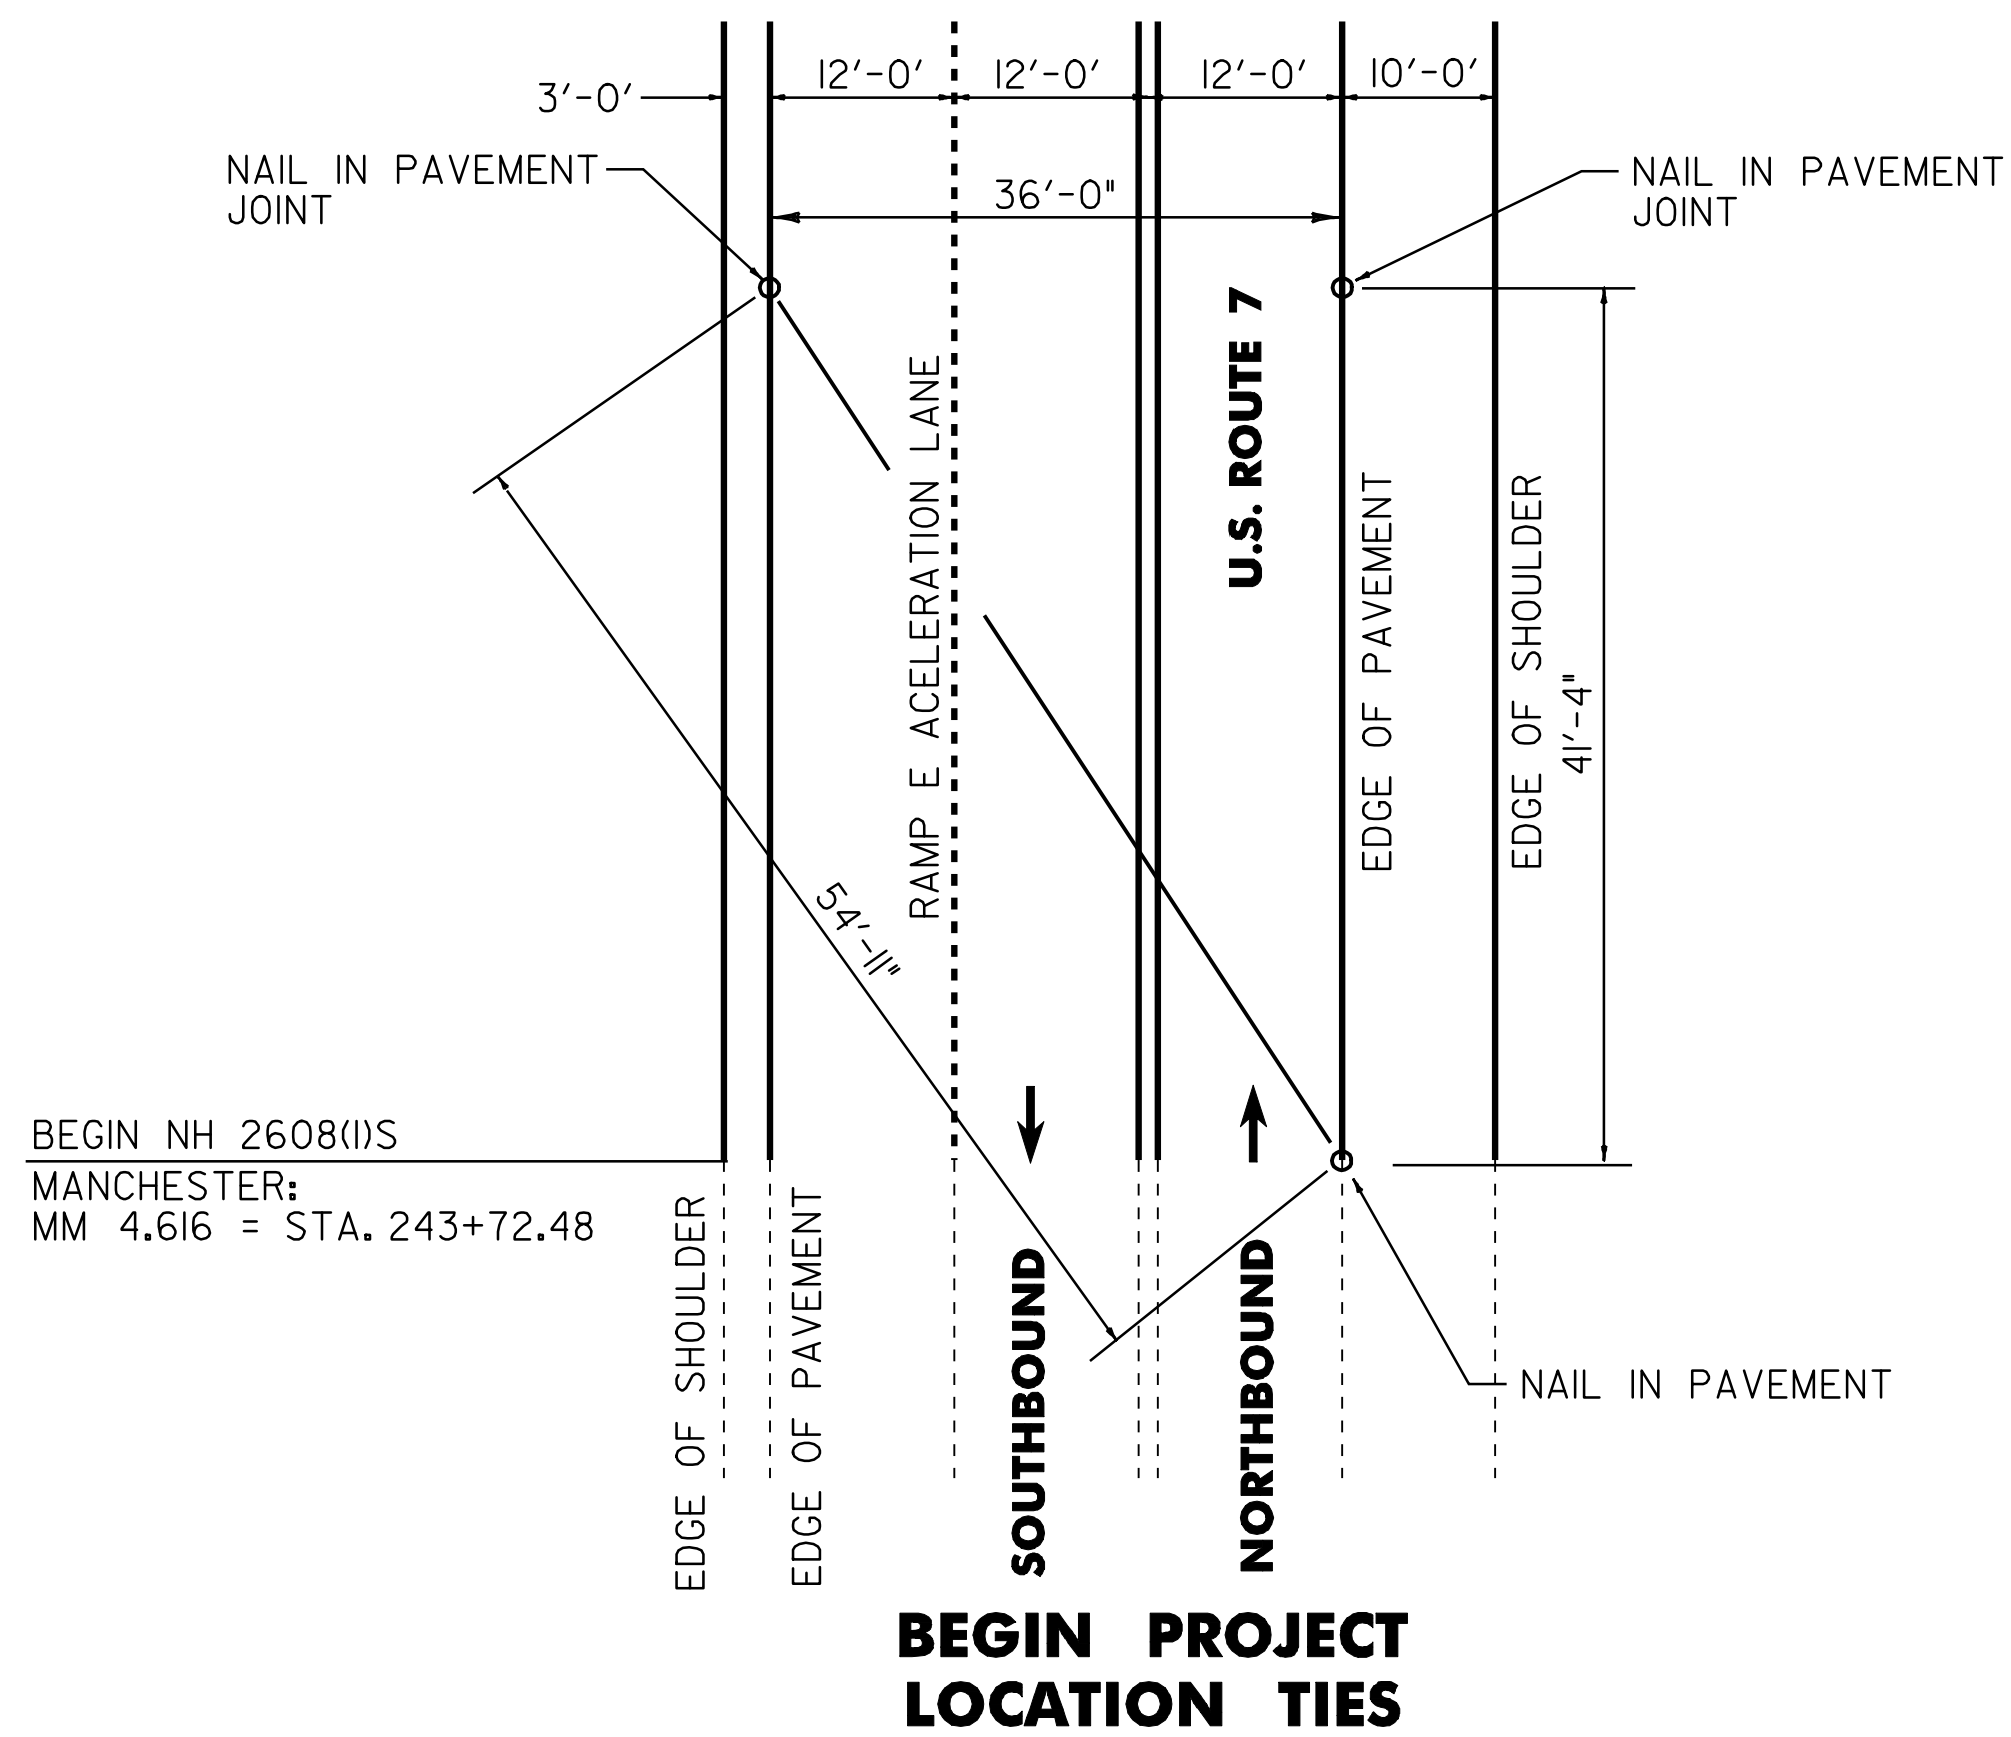 3'-0' 12'-0' 12'-0' 12'-0' 10'-0'
NAIL IN PAVEMENT
JOINT
36'-0"
NAIL IN PAVEMENT
JOINT
U.S. ROUTE 7
RAMP E ACELERATION LANE
EDGE OF PAVEMENT
EDGE OF SHOULDER
41'-4"
54'-11"
BEGIN NH 2608(1)S
MANCHESTER:
MM 4.616 = STA. 243+72.48
EDGE OF SHOULDER
EDGE OF PAVEMENT
SOUTHBOUND
NORTHBOUND
NAIL IN PAVEMENT
BEGIN PROJECT
LOCATION TIES